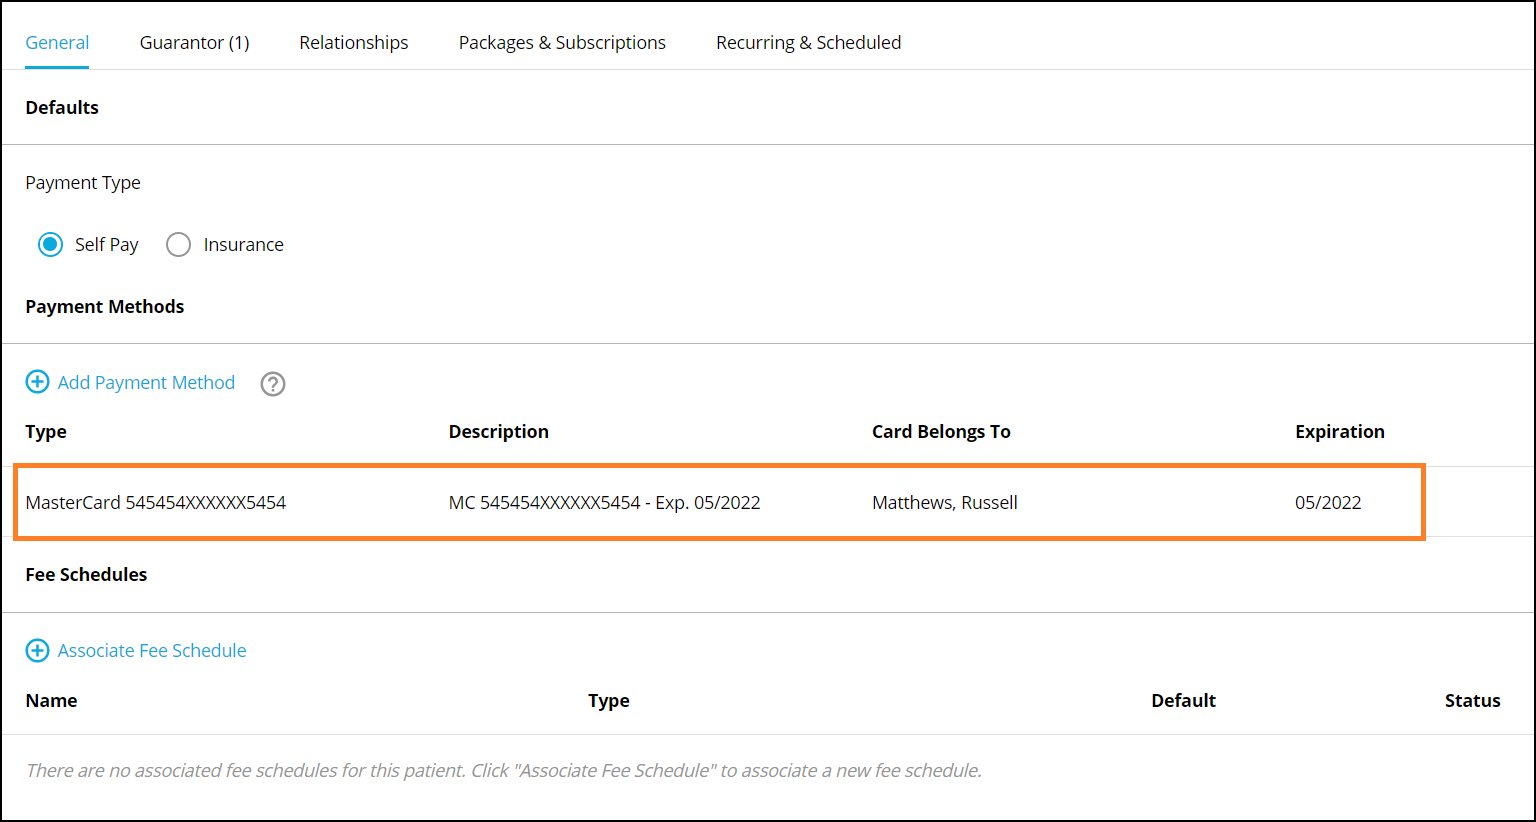 General Guarantor (1) Relationships Packages & Subscriptions Recurring & Scheduled
Defaults
Payment Type
Self Pay Insurance
Payment Methods
Add Payment Method ?
Type Description Card Belongs To Expiration
MasterCard 545454XXXXXX5454 MC 545454XXXXXX5454 - Exp. 05/2022 Matthews, Russell 05/2022
Fee Schedules
Associate Fee Schedule
Name Type Default Status
There are no associated fee schedules for this patient. Click "Associate Fee Schedule" to associate a new fee schedule.